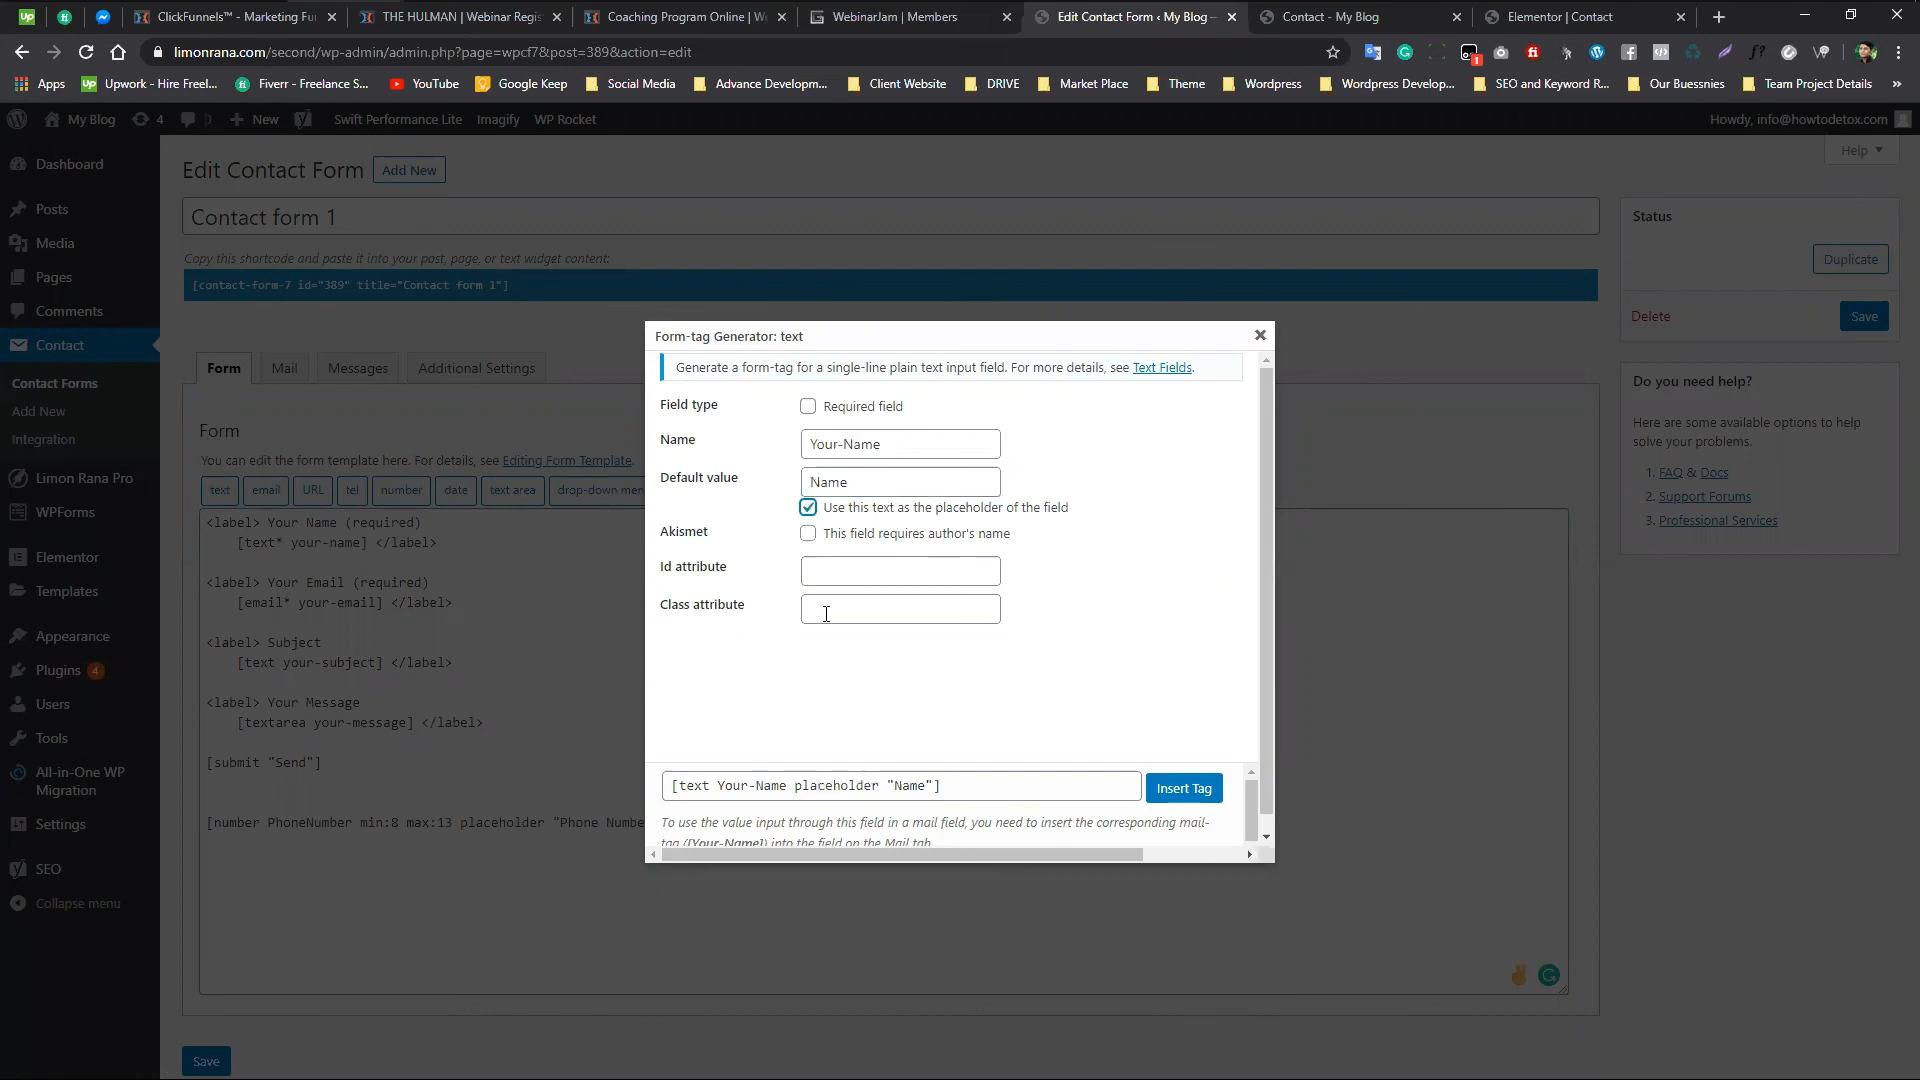 ClickFunnels™ - Marketing Fu
THE HULMAN | Webinar Regis
Coaching Program Online | W
WebinarJam | Members
Edit Contact Form ‹ My Blog –
Contact - My Blog
Elementor | Contact
limonrana.com/second/wp-admin/admin.php?page=wpcf7&post=389&action=edit
Apps
Upwork - Hire Freel...
Fiverr - Freelance S...
YouTube
Google Keep
Social Media
Advance Developm...
Client Website
DRIVE
Market Place
Theme
Wordpress
Wordpress Develop...
SEO and Keyword R...
Our Buessnies
Team Project Details
My Blog
4
New
Swift Performance Lite
Imagify
WP Rocket
Howdy, info@howtodetox.com
Dashboard
Posts
Media
Pages
Comments
Contact
Contact Forms
Add New
Integration
Limon Rana Pro
WPForms
Elementor
Templates
Appearance
Plugins 4
Users
Tools
All-in-One WP
Migration
Settings
SEO
Collapse menu
Help
Edit Contact Form
Add New
Contact form 1
Copy this shortcode and paste it into your post, page, or text widget content:
[contact-form-7 id="389" title="Contact form 1"]
Form
Mail
Messages
Additional Settings
Form
You can edit the form template here. For details, see Editing Form Template.
text
email
URL
tel
number
date
text area
drop-down men
<label> Your Name (required)
[text* your-name] </label>
<label> Your Email (required)
[email* your-email] </label>
<label> Subject
[text your-subject] </label>
<label> Your Message
[textarea your-message] </label>
[submit "Send"]
[number PhoneNumber min:8 max:13 placeholder "Phone Numbe
Save
Form-tag Generator: text
Generate a form-tag for a single-line plain text input field. For more details, see Text Fields.
Field type
Required field
Name
Your-Name
Default value
Name
Use this text as the placeholder of the field
Akismet
This field requires author's name
Id attribute
Class attribute
[text Your-Name placeholder "Name"]
Insert Tag
To use the value input through this field in a mail field, you need to insert the corresponding mail-
tag ([Your-Name]) into the field on the Mail tab.
Status
Duplicate
Delete
Save
Do you need help?
Here are some available options to help
solve your problems.
1. FAQ & Docs
2. Support Forums
3. Professional Services